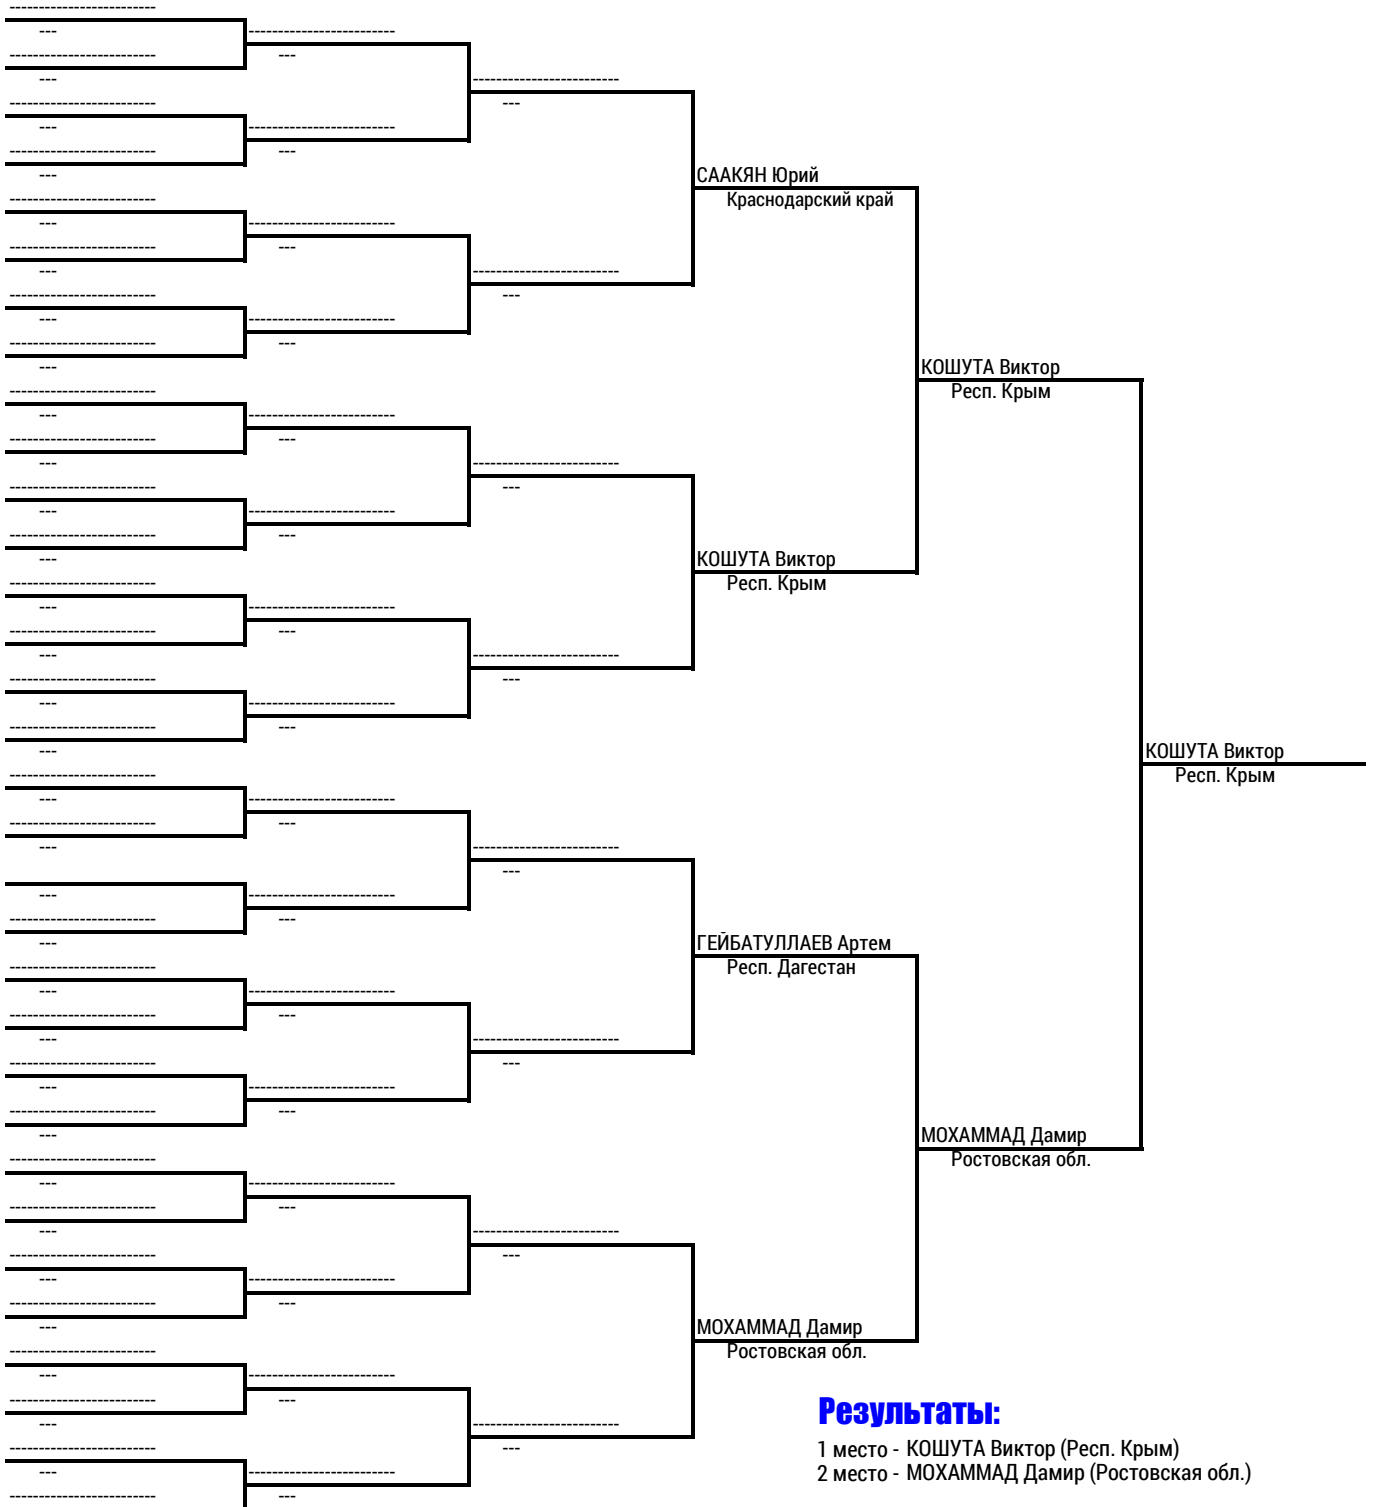 СААКЯН Юрий
Краснодарский край
КОШУТА Виктор
Респ. Крым
КОШУТА Виктор
Респ. Крым
КОШУТА Виктор
Респ. Крым
ГЕЙБАТУЛЛАЕВ Артем
Респ. Дагестан
МОХАММАД Дамир
Ростовская обл.
МОХАММАД Дамир
Ростовская обл.
Результаты:
1 место - КОШУТА Виктор (Респ. Крым)
2 место - МОХАММАД Дамир (Ростовская обл.)